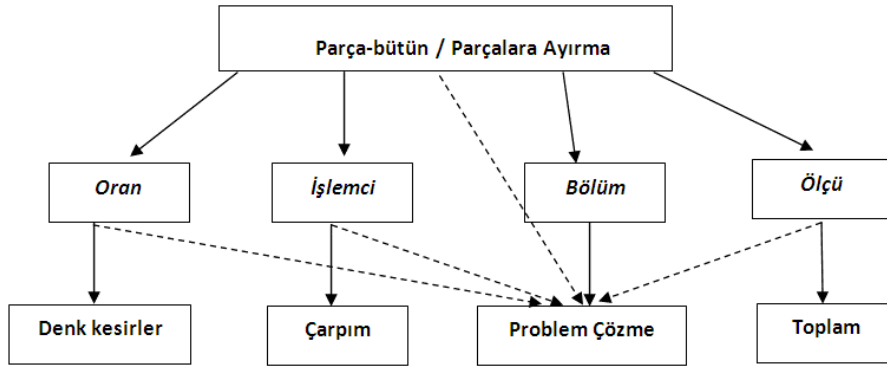 Parça-bütün / Parçalara Ayırma
Oran
İşlemci
Bölüm
Ölçü
Denk kesirler
Çarpım
Problem Çözme
Toplam